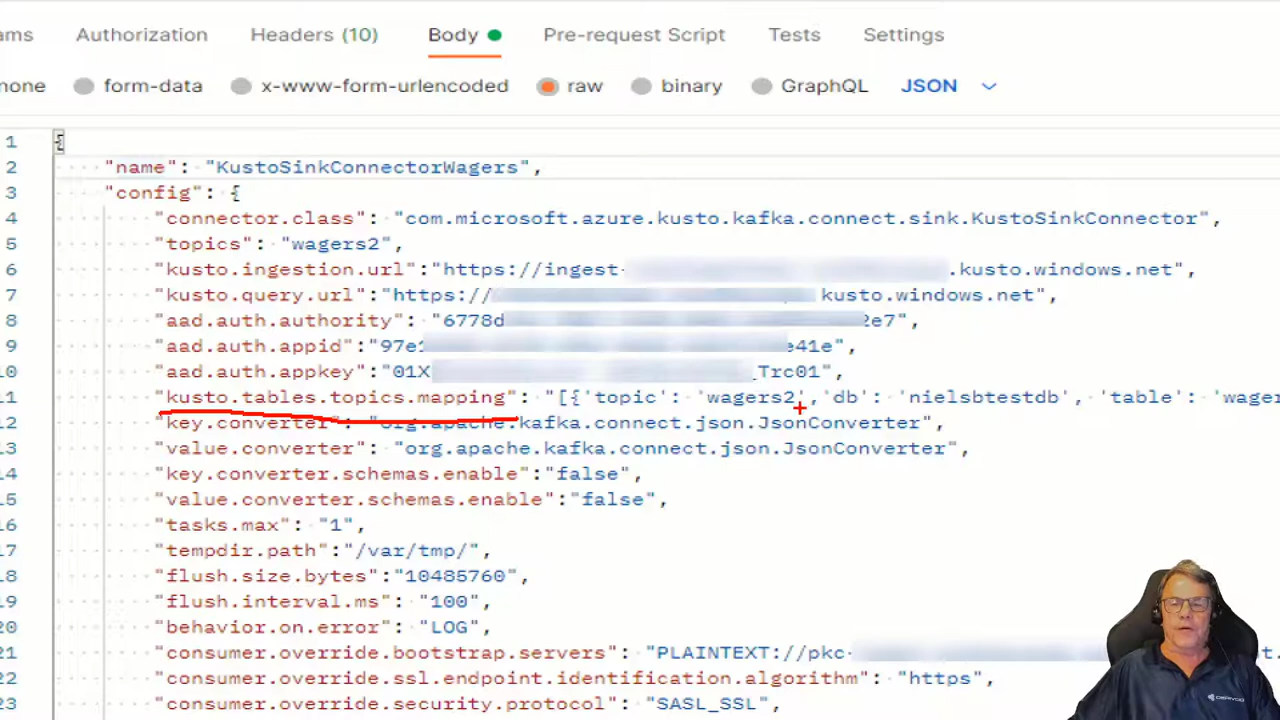 ams Authorization Headers (10) Body Pre-request Script Tests Settings
none form-data x-www-form-urlencoded raw binary GraphQL JSON
1 {
2 "name": "KustoSinkConnectorWagers",
3 "config": {
4 "connector.class": "com.microsoft.azure.kusto.kafka.connect.sink.KustoSinkConnector",
5 "topics": "wagers2",
6 "kusto.ingestion.url":"https://ingest- .kusto.windows.net",
7 "kusto.query.url":"https:// kusto.windows.net",
8 "aad.auth.authority": "6778d 2e7",
9 "aad.auth.appid":"97e e41e",
10 "aad.auth.appkey":"01X _Trc01",
11 "kusto.tables.topics.mapping": "[{'topic': 'wagers2','db': 'nielsbtestdb', 'table': 'wager
12 "key.converter": "org.apache.kafka.connect.json.JsonConverter",
13 "value.converter": "org.apache.kafka.connect.json.JsonConverter",
14 "key.converter.schemas.enable":"false",
15 "value.converter.schemas.enable":"false",
16 "tasks.max": "1",
17 "tempdir.path":"/var/tmp/",
18 "flush.size.bytes":"10485760",
19 "flush.interval.ms": "100",
20 "behavior.on.error": "LOG",
21 "consumer.override.bootstrap.servers": "PLAINTEXT://pkc-
22 "consumer.override.ssl.endpoint.identification.algorithm": "https",
23 "consumer.override.security.protocol": "SASL_SSL",